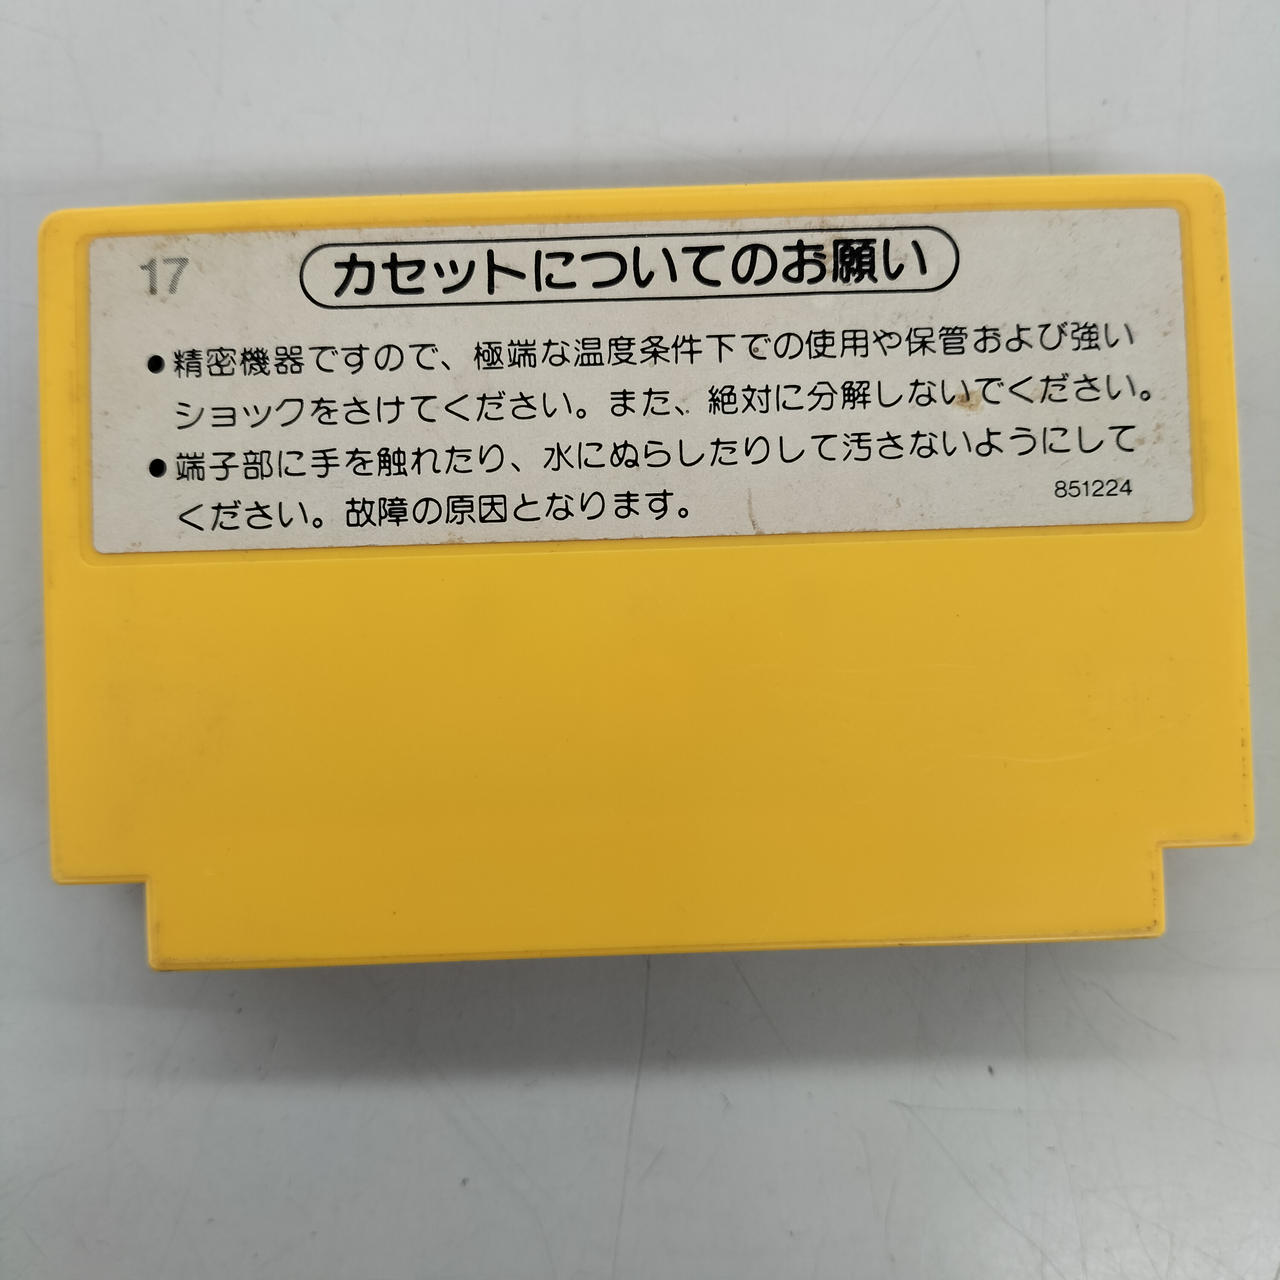 17
カセットについてのお願い
●精密機器ですので、極端な温度条件下での使用や保管および強い
ショックをさけてください。また、絶対に分解しないでください。
●端子部に手を触れたり、水にぬらしたりして汚さないようにして
ください。故障の原因となります。
851224